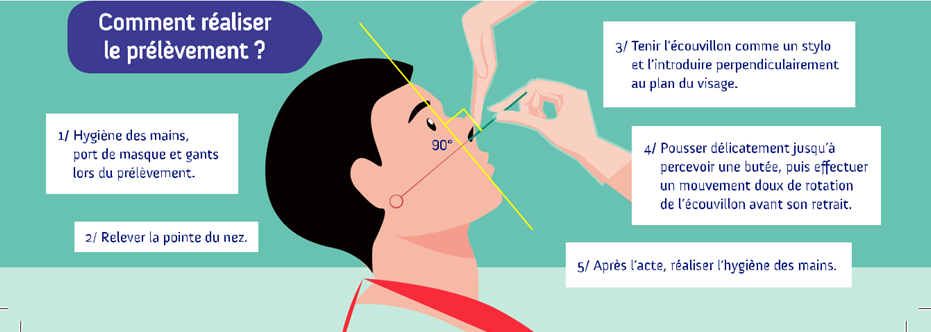 Comment réaliser
le prélèvement ?
1/ Hygiène des mains,
port de masque et gants
lors du prélèvement.
2/ Relever la pointe du nez.
90°
3/ Tenir l'écouvillon comme un stylo
et l'introduire perpendiculairement
au plan du visage.
4/ Pousser délicatement jusqu'à
percevoir une butée, puis effectuer
un mouvement doux de rotation
de l'écouvillon avant son retrait.
5/ Après l'acte, réaliser l'hygiène des mains.